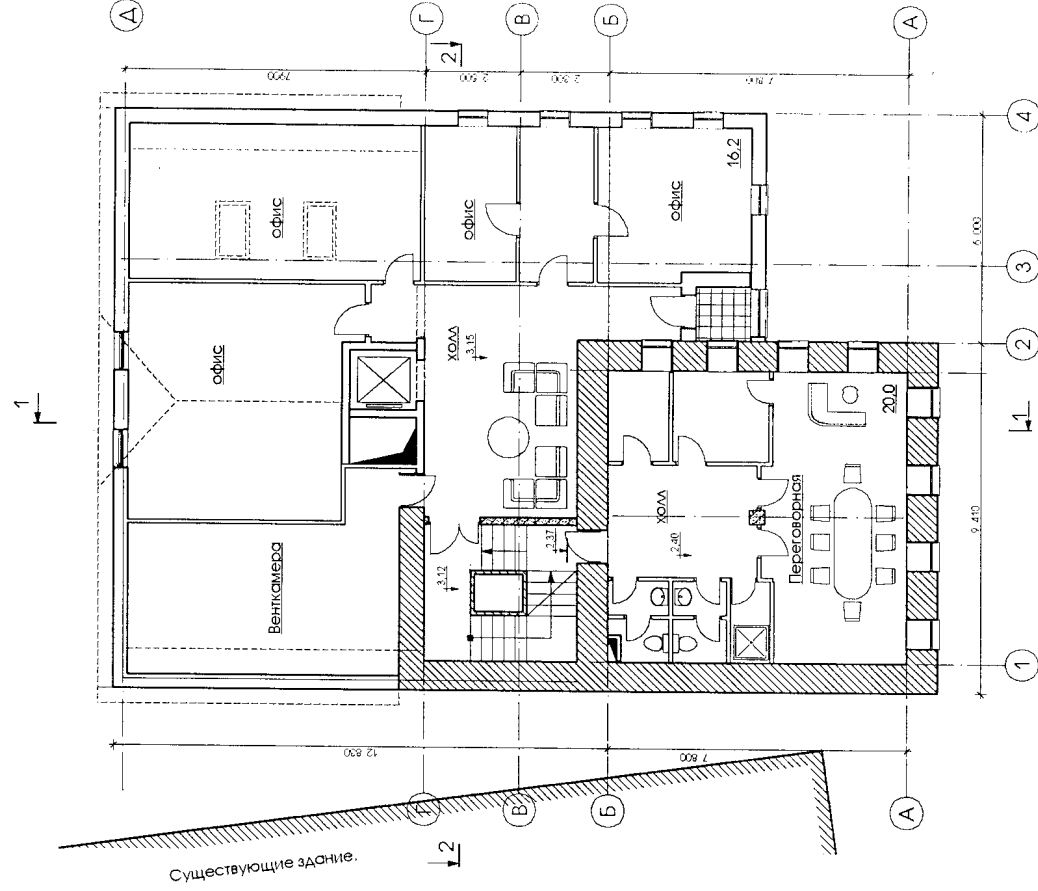 Д
Г
В
Б
А
2
7900
2.500
2.300
7.800
4
офис
офис
офис
16,2
6.000
3
1
офис
холл
3,15
2
1
20,0
Венткамера
3,12
2,37
холл
2,40
Переговорная
9.410
1
12.830
7.800
Г
В
Б
А
2
Существующие здание.